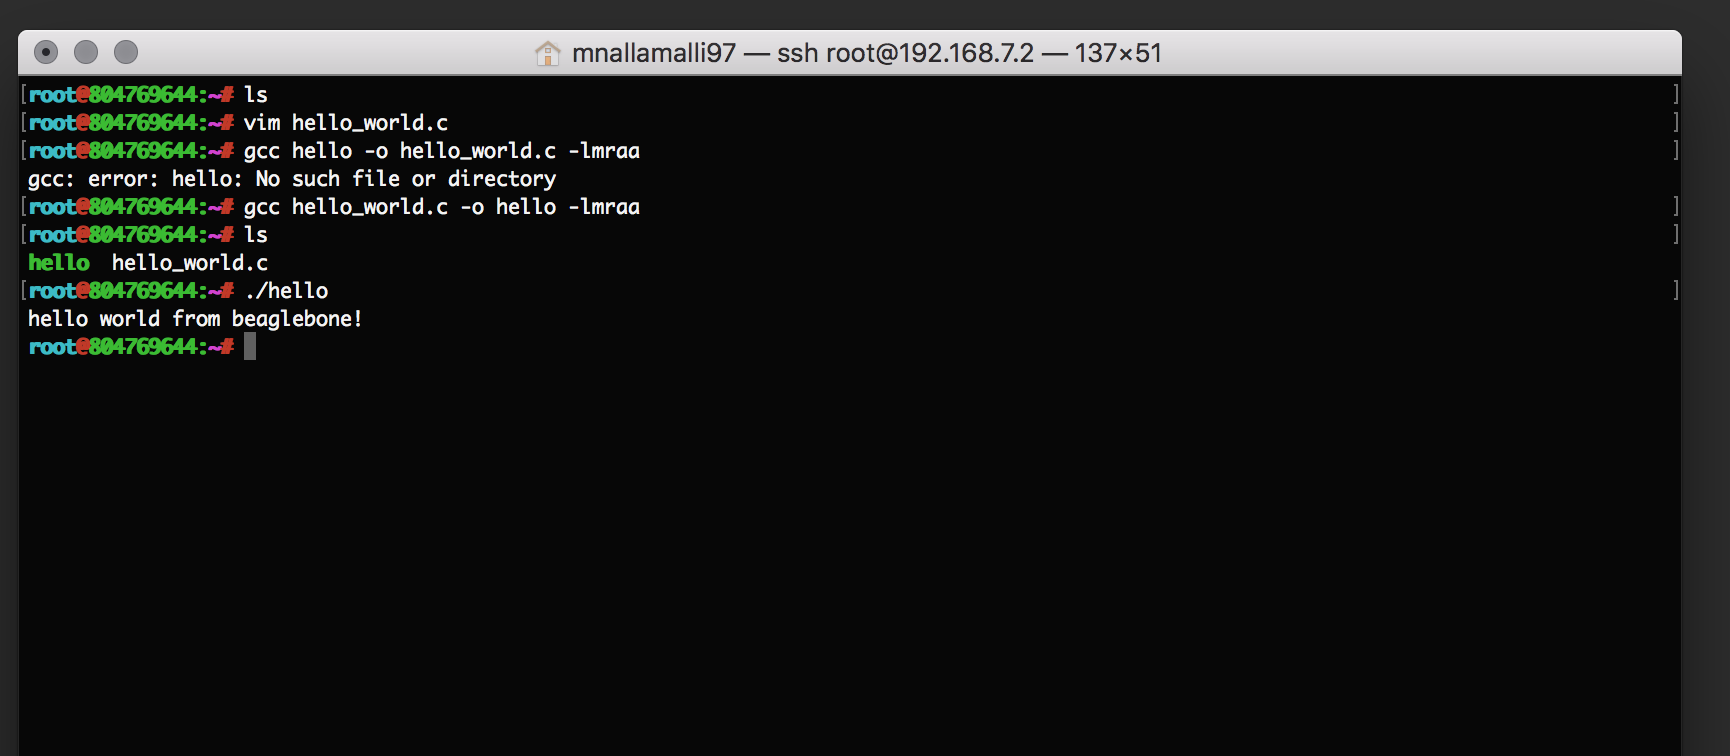 mnallamalli97 — ssh root@192.168.7.2 — 137×51
[root@804769644:~# ls ]
[root@804769644:~# vim hello_world.c ]
[root@804769644:~# gcc hello -o hello_world.c -lmraa ]
gcc: error: hello: No such file or directory
[root@804769644:~# gcc hello_world.c -o hello -lmraa ]
[root@804769644:~# ls ]
hello  hello_world.c
[root@804769644:~# ./hello ]
hello world from beaglebone!
root@804769644:~#